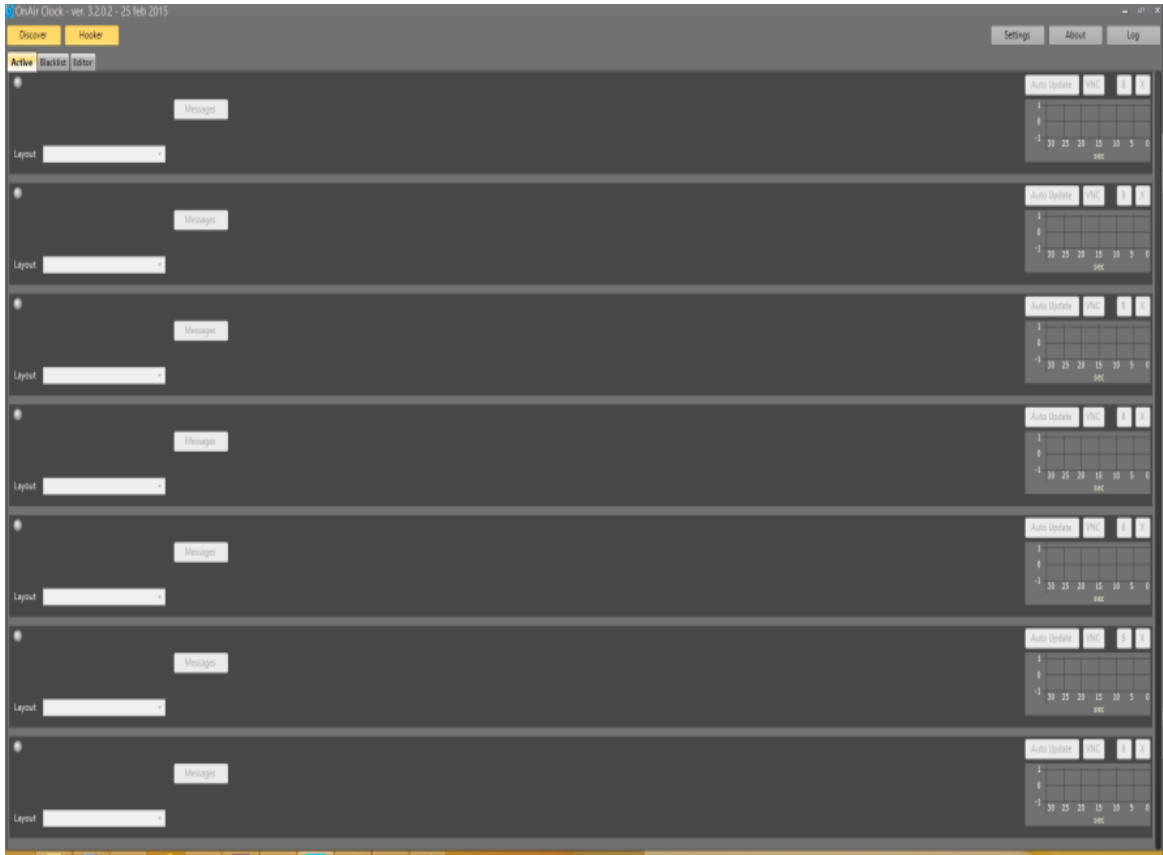 OnAir Clock - ver. 3.2.0.2 - 25 feb 2015
Discover Hooker Settings About Log
Active Blacklist Editor
Auto Update VNC B X
Messages
1
0
-1
30 25 20 15 10 5 0
Layout
sec
Auto Update VNC B X
Messages
1
0
-1
30 25 20 15 10 5 0
Layout
sec
Auto Update VNC B X
Messages
1
0
-1
30 25 20 15 10 5 0
Layout
sec
Auto Update VNC B X
Messages
1
0
-1
30 25 20 15 10 5 0
Layout
sec
Auto Update VNC B X
Messages
1
0
-1
30 25 20 15 10 5 0
Layout
sec
Auto Update VNC B X
Messages
1
0
-1
30 25 20 15 10 5 0
Layout
sec
Auto Update VNC B X
Messages
1
0
-1
30 25 20 15 10 5 0
Layout
sec